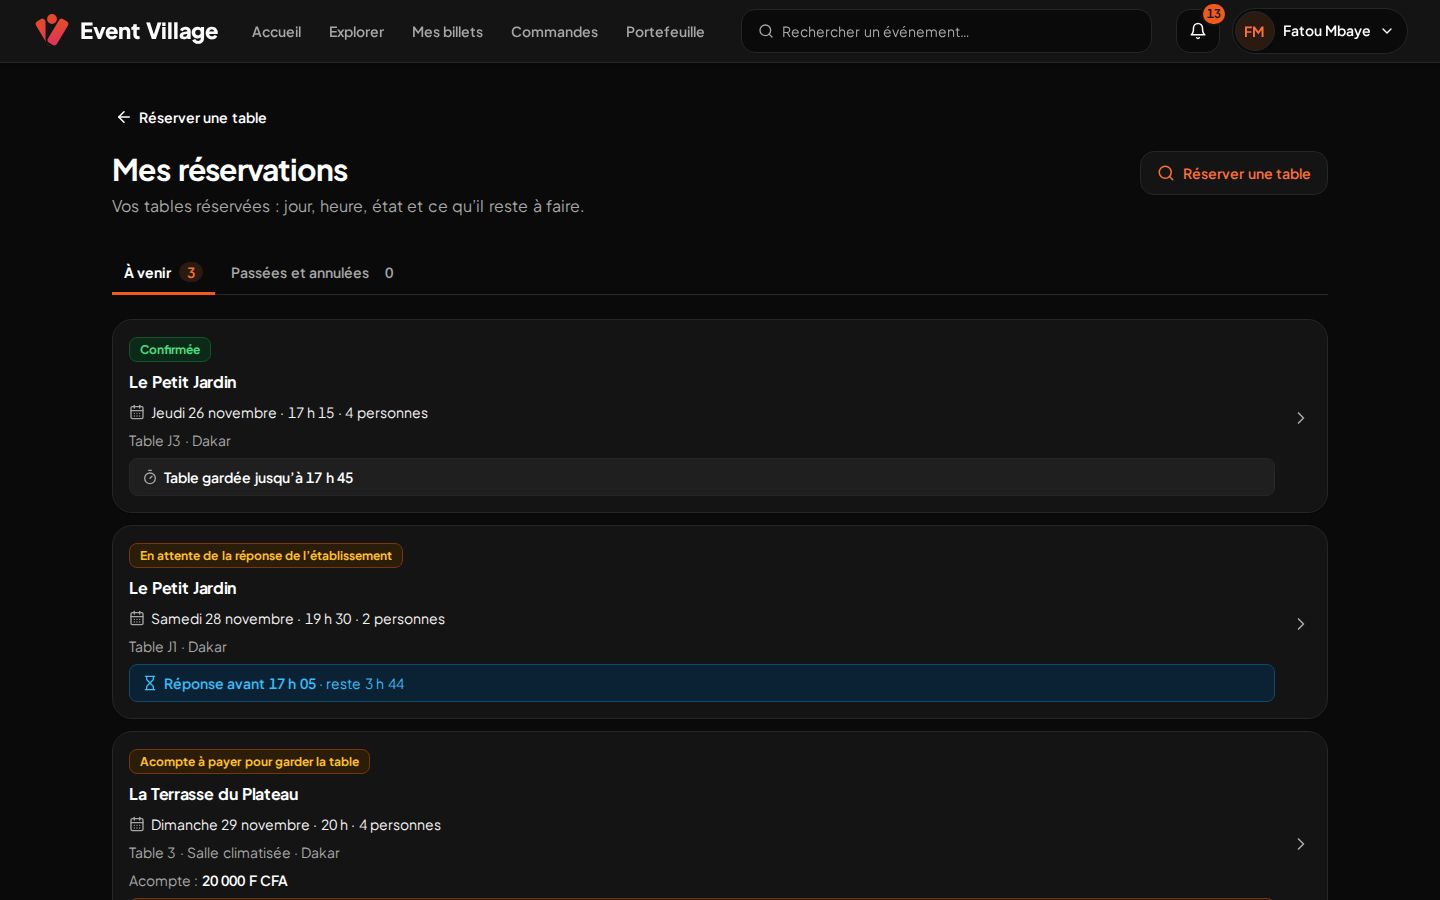 Event Village
Accueil
Explorer
Mes billets
Commandes
Portefeuille
Rechercher un événement…
13
FM
Fatou Mbaye
Réserver une table
Mes réservations
Réserver une table
Vos tables réservées : jour, heure, état et ce qu’il reste à faire.
À venir 3
Passées et annulées 0
Confirmée
Le Petit Jardin
Jeudi 26 novembre · 17 h 15 · 4 personnes
Table J3 · Dakar
Table gardée jusqu’à 17 h 45
En attente de la réponse de l’établissement
Le Petit Jardin
Samedi 28 novembre · 19 h 30 · 2 personnes
Table J1 · Dakar
Réponse avant 17 h 05 · reste 3 h 44
Acompte à payer pour garder la table
La Terrasse du Plateau
Dimanche 29 novembre · 20 h · 4 personnes
Table 3 · Salle climatisée · Dakar
Acompte : 20 000 F CFA